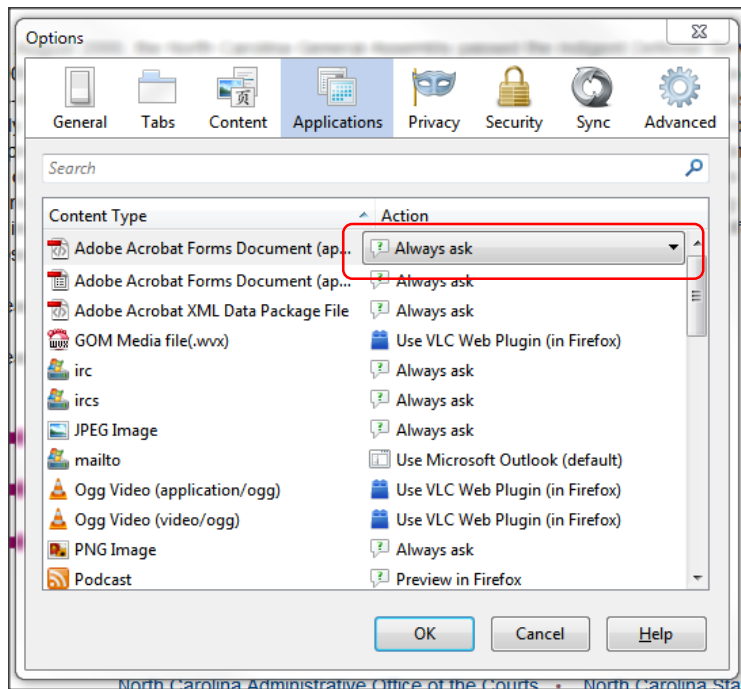 Options
General Tabs Content Applications Privacy Security Sync Advanced
Search
Content Type Action
Adobe Acrobat Forms Document (ap... Always ask
Adobe Acrobat Forms Document (ap... Always ask
Adobe Acrobat XML Data Package File Always ask
GOM Media file(.wvx) Use VLC Web Plugin (in Firefox)
irc Always ask
ircs Always ask
JPEG Image Always ask
mailto Use Microsoft Outlook (default)
Ogg Video (application/ogg) Use VLC Web Plugin (in Firefox)
Ogg Video (video/ogg) Use VLC Web Plugin (in Firefox)
PNG Image Always ask
Podcast Preview in Firefox
OK Cancel Help
North Carolina Administrative Office of the Courts • North Carolina Sta